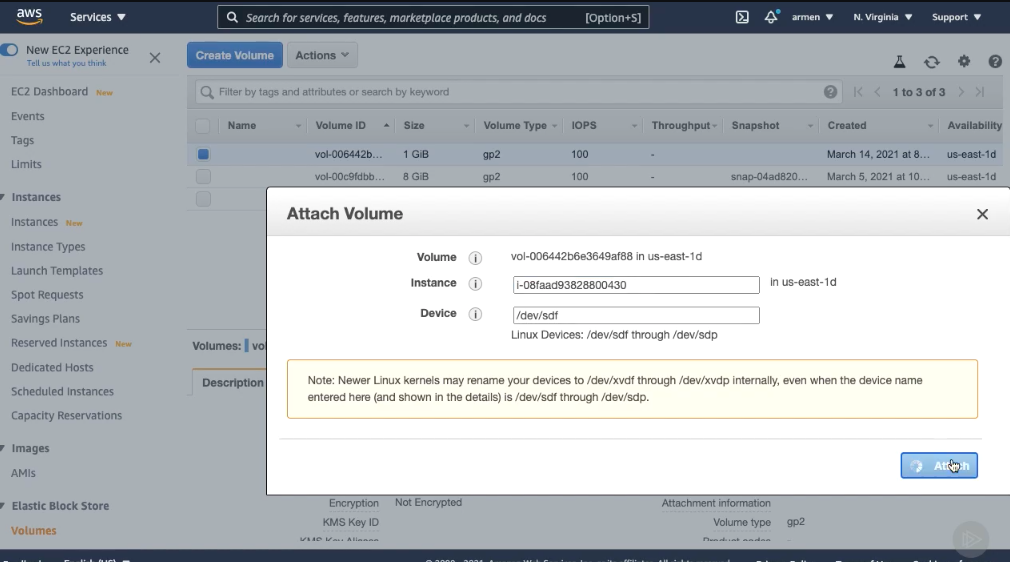 aws Services Search for services, features, marketplace products, and docs [Option+S] armen N. Virginia Support
New EC2 Experience
Tell us what you think
EC2 Dashboard New
Events
Tags
Limits
Instances
Instances New
Instance Types
Launch Templates
Spot Requests
Savings Plans
Reserved Instances New
Dedicated Hosts
Scheduled Instances
Capacity Reservations
Images
AMIs
Elastic Block Store
Volumes
Create Volume Actions
Filter by tags and attributes or search by keyword 1 to 3 of 3
Name Volume ID Size Volume Type IOPS Throughput Snapshot Created Availability
vol-006442b... 1 GiB gp2 100 - March 14, 2021 at 8... us-east-1d
vol-00c9fdbb... 8 GiB gp2 100 - snap-04ad820... March 5, 2021 at 10... us-east-1d
Attach Volume
Volume i vol-006442b6e3649af88 in us-east-1d
Instance i i-08faad93828800430 in us-east-1d
Device i /dev/sdf
Linux Devices: /dev/sdf through /dev/sdp
Note: Newer Linux kernels may rename your devices to /dev/xvdf through /dev/xvdp internally, even when the device name
entered here (and shown in the details) is /dev/sdf through /dev/sdp.
Attach
Volumes: vol
Description
Encryption Not Encrypted Attachment information
KMS Key ID Volume type gp2
KMS Key Aliases Product codes -